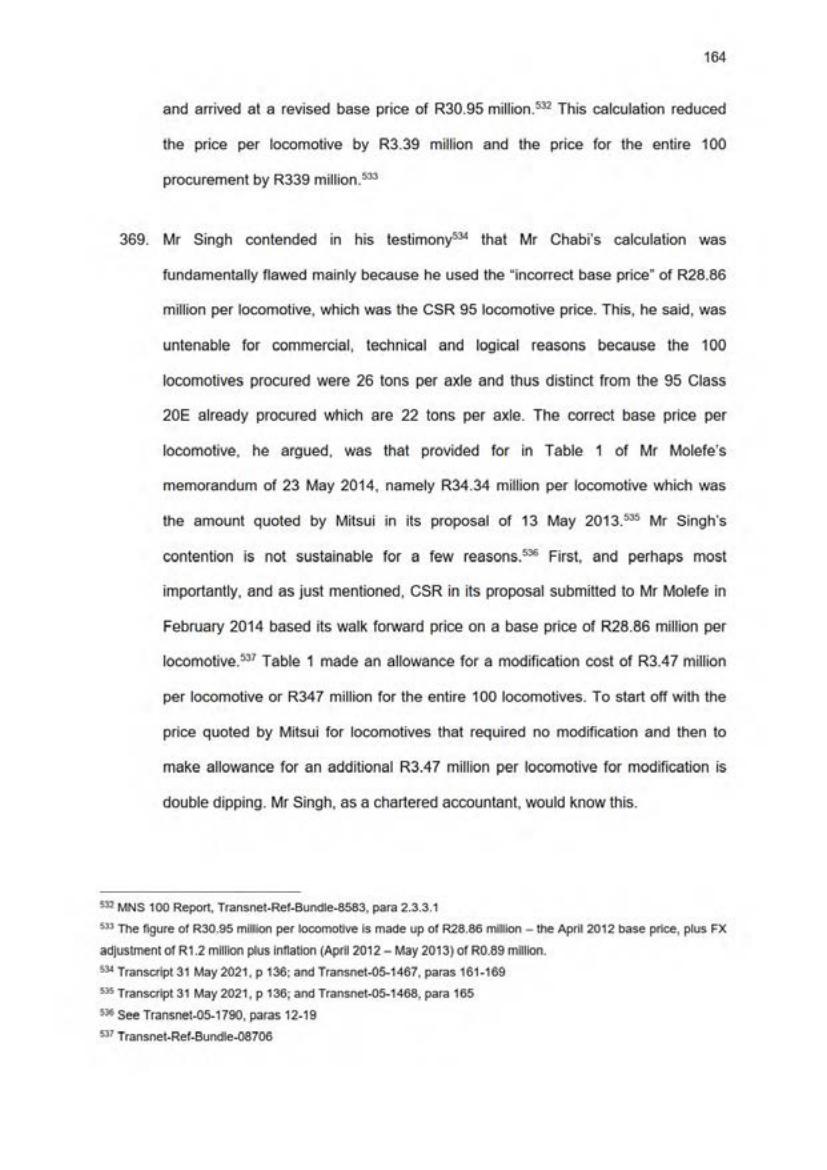 164
and arrived at a revised base price of R30.95 million.532 This calculation reduced
the price per locomotive by R3.39 million and the price for the entire 100
procurement by R339 million.533
369. Mr Singh contended in his testimony534 that Mr Chabi's calculation was
fundamentally flawed mainly because he used the "incorrect base price" of R28.86
million per locomotive, which was the CSR 95 locomotive price. This, he said, was
untenable for commercial, technical and logical reasons because the 100
locomotives procured were 26 tons per axle and thus distinct from the 95 Class
20E already procured which are 22 tons per axle. The correct base price per
locomotive, he argued, was that provided for in Table 1 of Mr Molefe's
memorandum of 23 May 2014, namely R34.34 million per locomotive which was
the amount quoted by Mitsui in its proposal of 13 May 2013.535 Mr Singh's
contention is not sustainable for a few reasons.536 First, and perhaps most
importantly, and as just mentioned, CSR in its proposal submitted to Mr Molefe in
February 2014 based its walk forward price on a base price of R28.86 million per
locomotive.537 Table 1 made an allowance for a modification cost of R3.47 million
per locomotive or R347 million for the entire 100 locomotives. To start off with the
price quoted by Mitsui for locomotives that required no modification and then to
make allowance for an additional R3.47 million per locomotive for modification is
double dipping. Mr Singh, as a chartered accountant, would know this.
532 MNS 100 Report, Transnet-Ref-Bundle-8583, para 2.3.3.1
533 The figure of R30.95 million per locomotive is made up of R28.86 million – the April 2012 base price, plus FX
adjustment of R1.2 million plus inflation (April 2012 – May 2013) of R0.89 million.
534 Transcript 31 May 2021, p 136; and Transnet-05-1467, paras 161-169
535 Transcript 31 May 2021, p 136; and Transnet-05-1468, para 165
536 See Transnet-05-1790, paras 12-19
537 Transnet-Ref-Bundle-08706